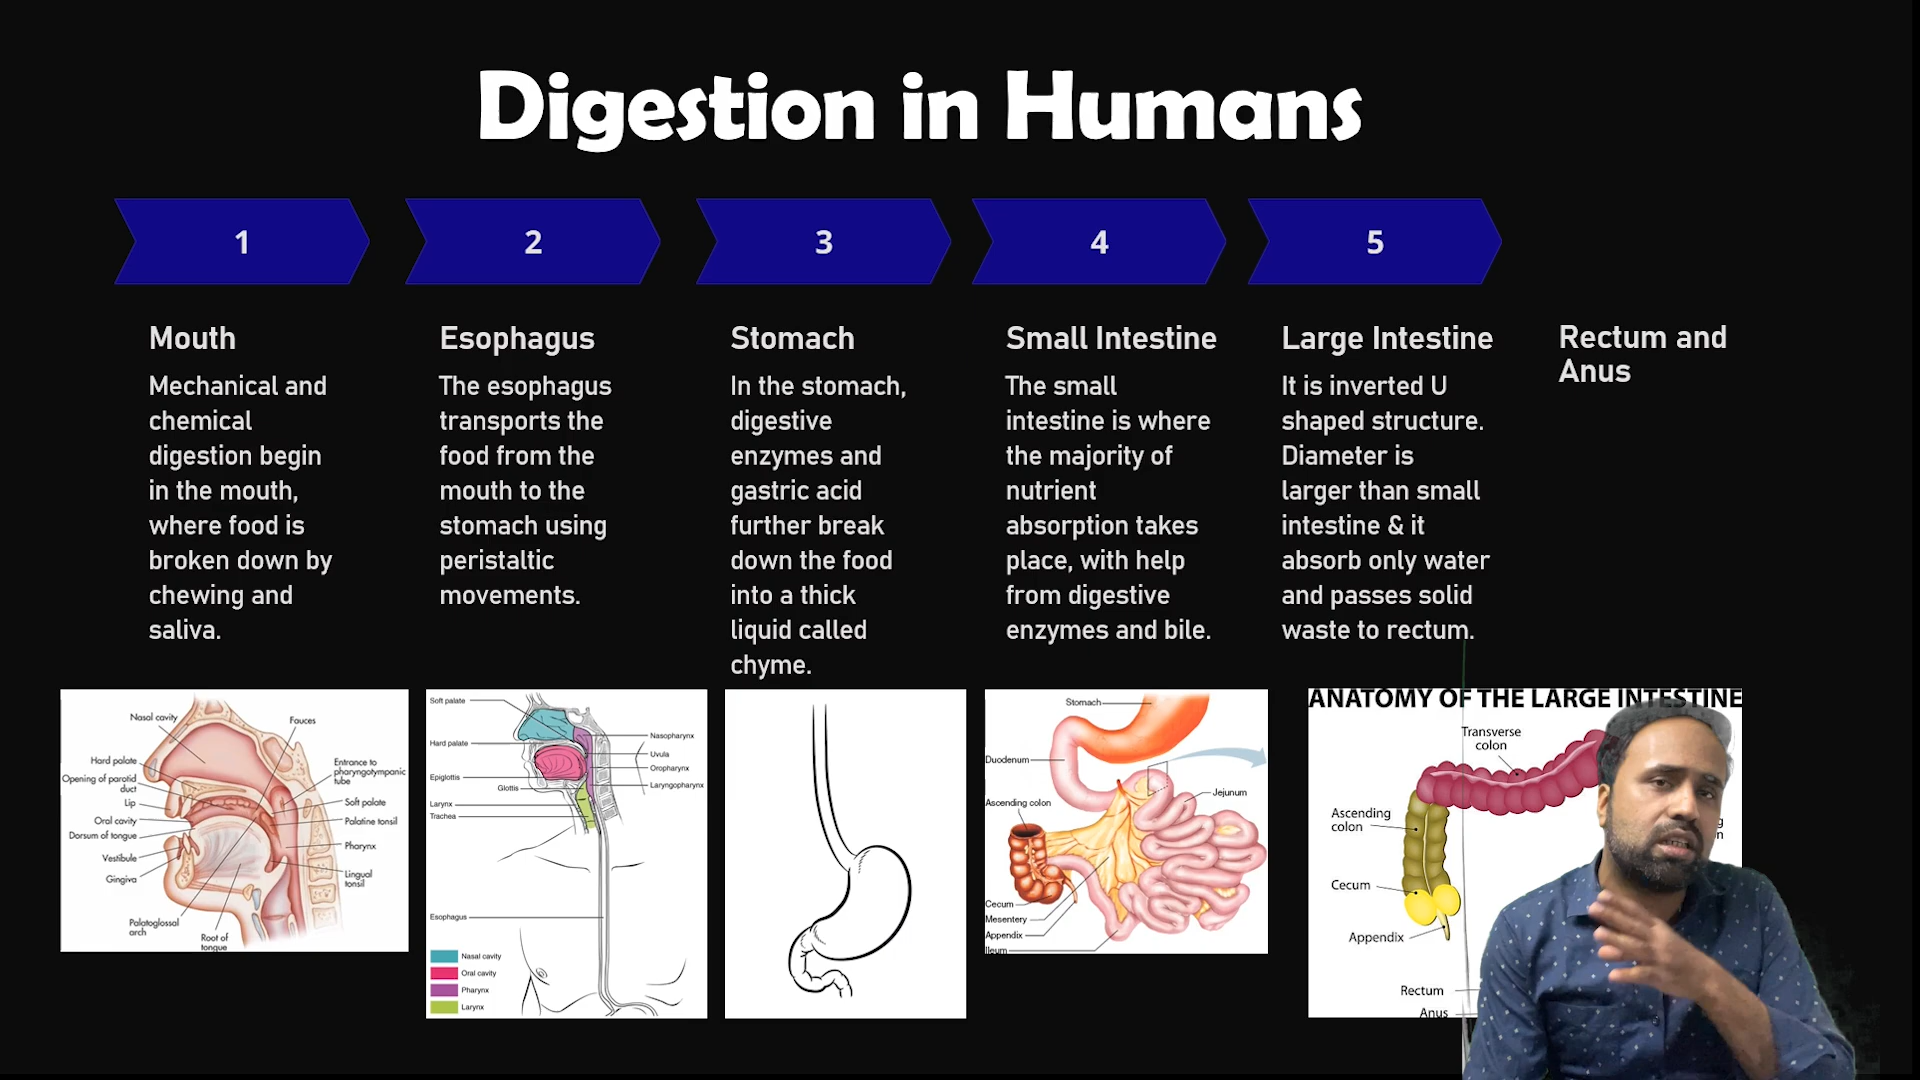 Digestion in Humans
1
2
3
4
5
Mouth
Mechanical and
chemical
digestion begin
in the mouth,
where food is
broken down by
chewing and
saliva.
Esophagus
The esophagus
transports the
food from the
mouth to the
stomach using
peristaltic
movements.
Stomach
In the stomach,
digestive
enzymes and
gastric acid
further break
down the food
into a thick
liquid called
chyme.
Small Intestine
The small
intestine is where
the majority of
nutrient
absorption takes
place, with help
from digestive
enzymes and bile.
Large Intestine
It is inverted U
shaped structure.
Diameter is
larger than small
intestine & it
absorb only water
and passes solid
waste to rectum.
Rectum and
Anus
Nasal cavity
Fauces
Hard palate
Opening of parotid
duct
Lip
Oral cavity
Dorsum of tongue
Vestibule
Gingiva
Palatoglossal
arch
Root of
tongue
Entrance to
pharyngotympanic
tube
Soft palate
Palatine tonsil
Pharynx
Lingual
tonsil
Soft palate
Hard palate
Epiglottis
Glottis
Larynx
Trachea
Nasopharynx
Uvula
Oropharynx
Laryngopharynx
Esophagus
Nasal cavity
Oral cavity
Pharynx
Larynx
Stomach
Duodenum
Ascending colon
Jejunum
Cecum
Mesentery
Appendix
Ileum
ANATOMY OF THE LARGE INTESTINE
Transverse
colon
Ascending
colon
Cecum
Appendix
Rectum
Anus